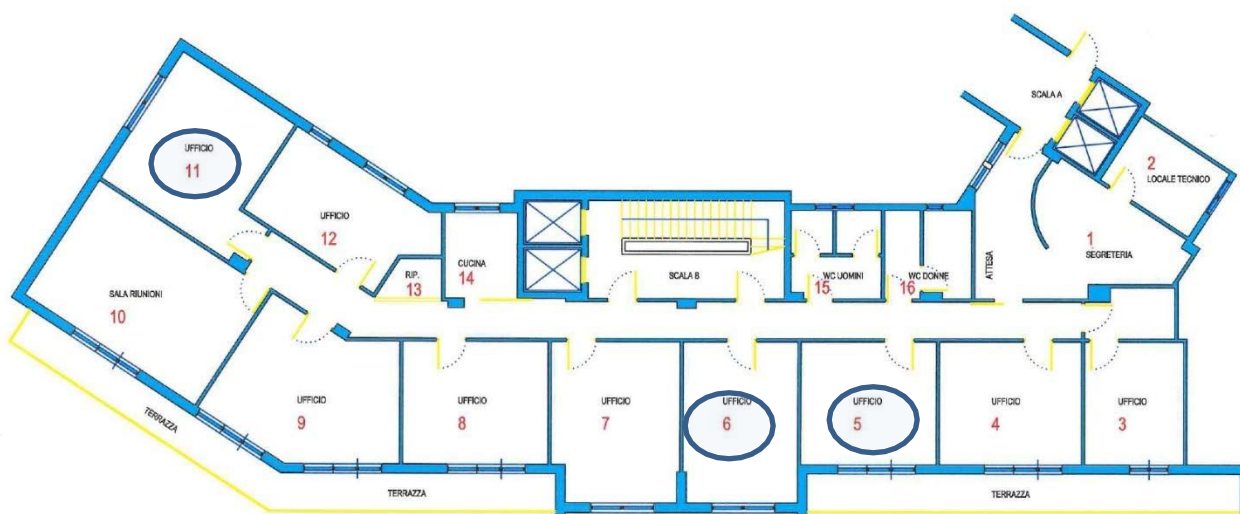 SCALA A
2
LOCALE TECNICO
1
SEGRETERIA
ATTESA
UFFICIO
11
UFFICIO
12
RIP.
13
CUCINA
14
SCALA B
WC UOMINI
15
WC DONNE
16
SALA RIUNIONI
10
UFFICIO
9
UFFICIO
8
UFFICIO
7
UFFICIO
6
UFFICIO
5
UFFICIO
4
UFFICIO
3
TERRAZZA
TERRAZZA
TERRAZZA